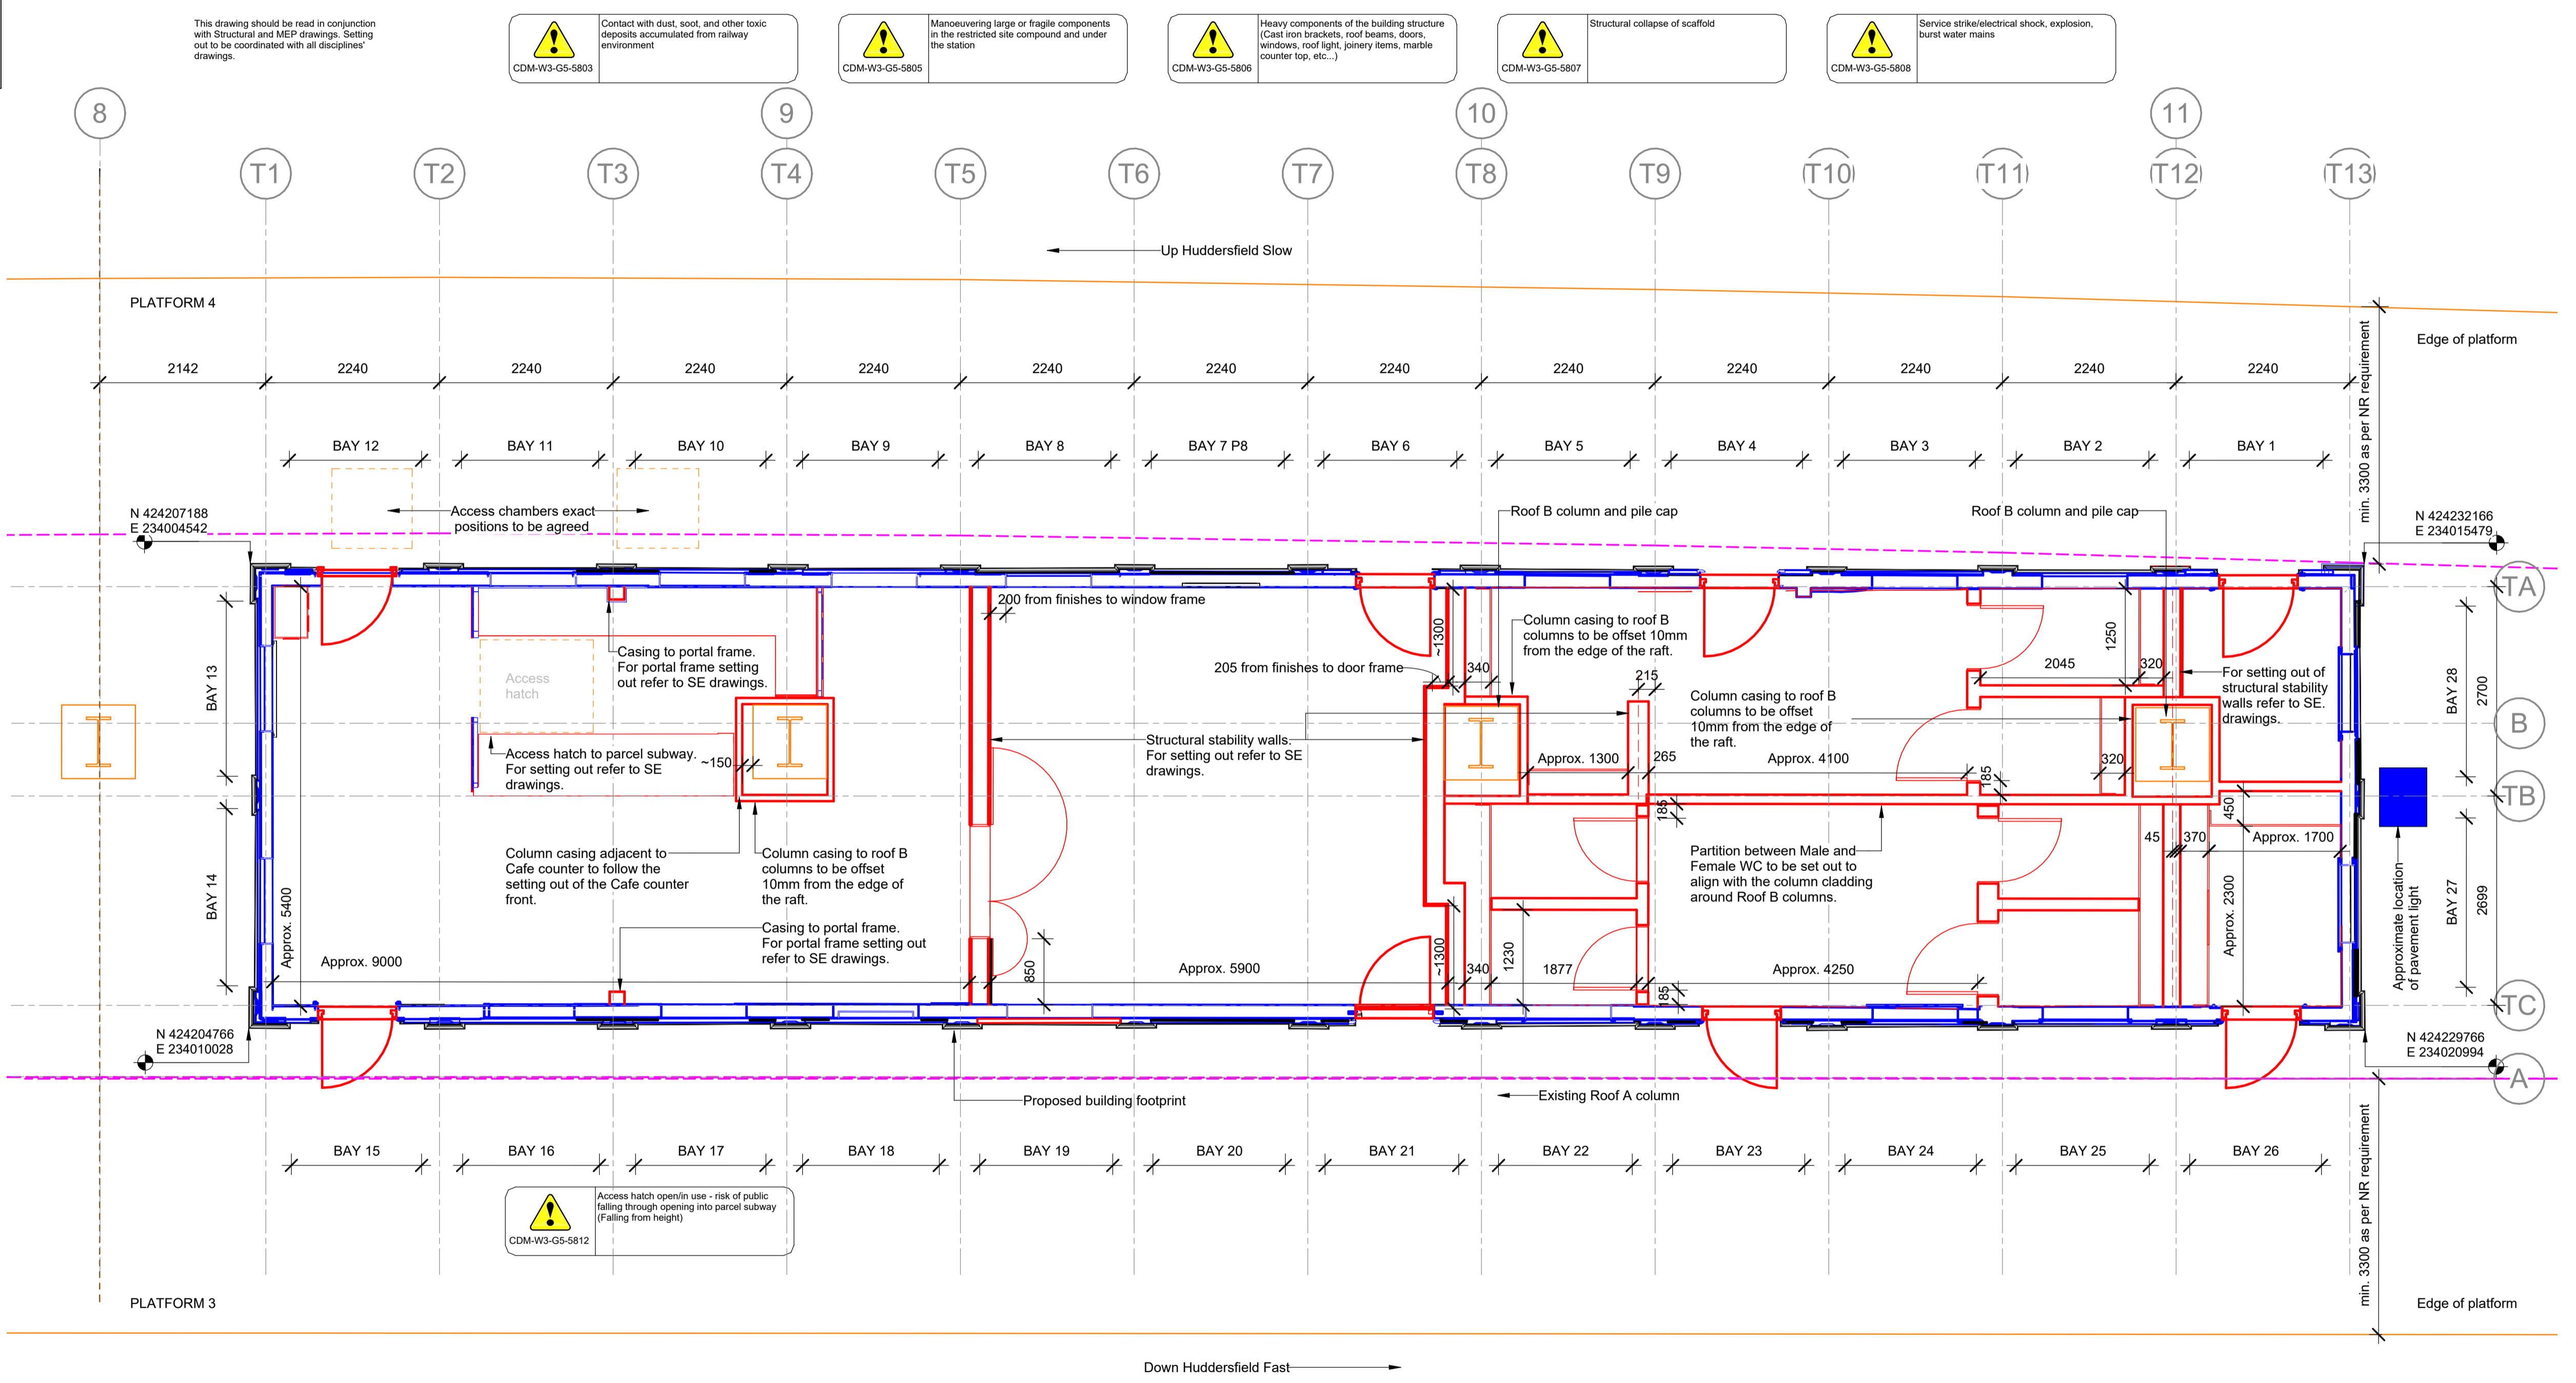 This drawing should be read in conjunction
with Structural and MEP drawings. Setting
out to be coordinated with all disciplines'
drawings.
CDM-W3-G5-5803
Contact with dust, soot, and other toxic
deposits accumulated from railway
environment
CDM-W3-G5-5805
Manoeuvering large or fragile components
in the restricted site compound and under
the station
CDM-W3-G5-5806
Heavy components of the building structure
(Cast iron brackets, roof beams, doors,
windows, roof light, joinery items, marble
counter top, etc...)
CDM-W3-G5-5807
Structural collapse of scaffold
CDM-W3-G5-5808
Service strike/electrical shock, explosion,
burst water mains
8
9
10
11
T1
T2
T3
T4
T5
T6
T7
T8
T9
T10
T11
T12
T13
Up Huddersfield Slow
PLATFORM 4
Edge of platform
min. 3300 as per NR requirement
2142
2240
2240
2240
2240
2240
2240
2240
2240
2240
2240
2240
2240
BAY 12
BAY 11
BAY 10
BAY 9
BAY 8
BAY 7 P8
BAY 6
BAY 5
BAY 4
BAY 3
BAY 2
BAY 1
N 424207188
E 234004542
Access chambers exact
positions to be agreed
Roof B column and pile cap
Roof B column and pile cap
N 424232166
E 234015479
TA
200 from finishes to window frame
Casing to portal frame.
For portal frame setting
out refer to SE drawings.
Access
hatch
205 from finishes to door frame
~1300
340
Column casing to roof B
columns to be offset 10mm
from the edge of the raft.
215
Column casing to roof B
columns to be offset
10mm from the edge of
the raft.
2045
1250
320
For setting out of
structural stability
walls refer to SE.
drawings.
BAY 13
BAY 28
2700
B
Access hatch to parcel subway.
For setting out refer to SE
drawings.
~150
Structural stability walls.
For setting out refer to SE
drawings.
Approx. 1300
265
Approx. 4100
185
320
TB
185
450
45
370
Approx. 1700
Column casing adjacent to
Cafe counter to follow the
setting out of the Cafe counter
front.
Column casing to roof B
columns to be offset
10mm from the edge of
the raft.
Partition between Male and
Female WC to be set out to
align with the column cladding
around Roof B columns.
Approximate location
of pavement light
BAY 14
BAY 27
2699
Approx. 5400
Approx. 2300
Casing to portal frame.
For portal frame setting out
refer to SE drawings.
Approx. 9000
850
Approx. 5900
~1300
340
1230
1877
185
Approx. 4250
TC
N 424204766
E 234010028
N 424229766
E 234020994
A
Proposed building footprint
Existing Roof A column
BAY 15
BAY 16
BAY 17
BAY 18
BAY 19
BAY 20
BAY 21
BAY 22
BAY 23
BAY 24
BAY 25
BAY 26
CDM-W3-G5-5812
Access hatch open/in use - risk of public
falling through opening into parcel subway
(Falling from height)
min. 3300 as per NR requirement
PLATFORM 3
Edge of platform
Down Huddersfield Fast